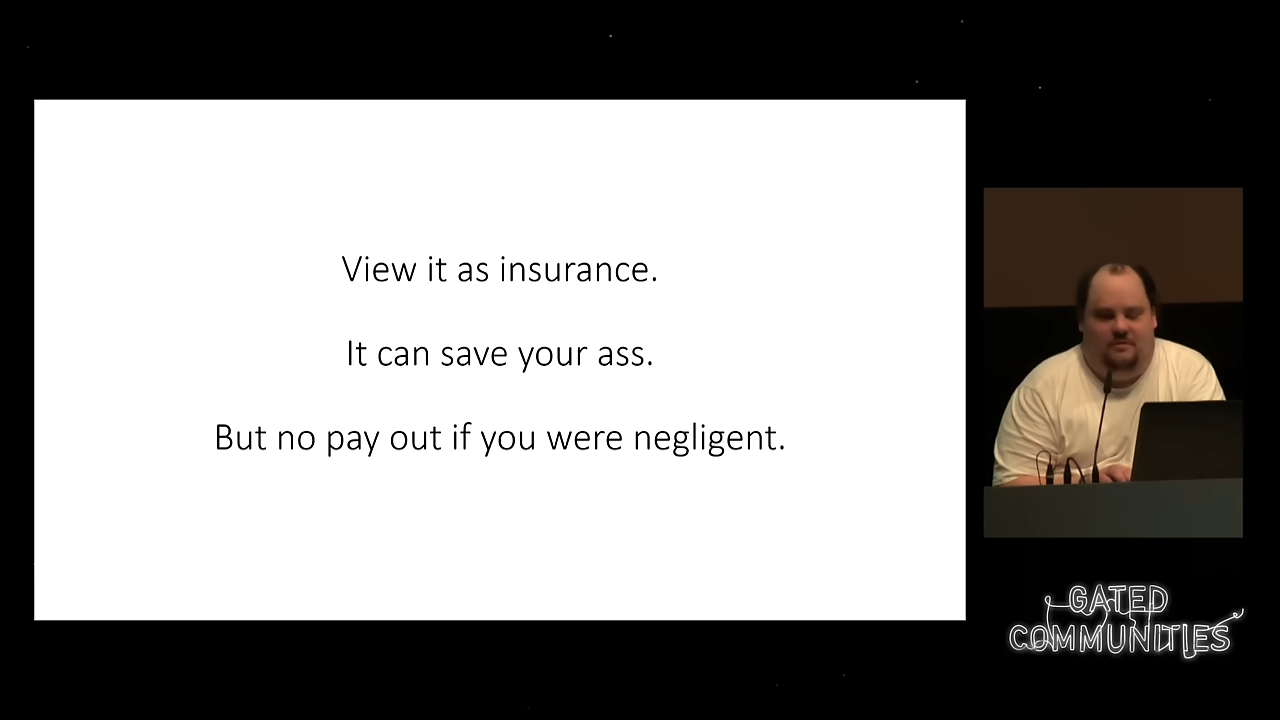 View it as insurance.
It can save your ass.
But no pay out if you were negligent.
GATED
COMMUNITIES